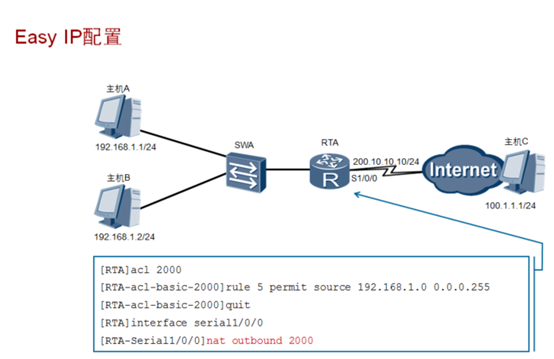 Easy IP配置
主机A
192.168.1.1/24
SWA
RTA
R
200.10.10.10/24
S1/0/0
Internet
主机C
100.1.1.1/24
主机B
192.168.1.2/24
[RTA]acl 2000
[RTA-acl-basic-2000]rule 5 permit source 192.168.1.0 0.0.0.255
[RTA-acl-basic-2000]quit
[RTA]interface serial1/0/0
[RTA-Serial1/0/0]nat outbound 2000